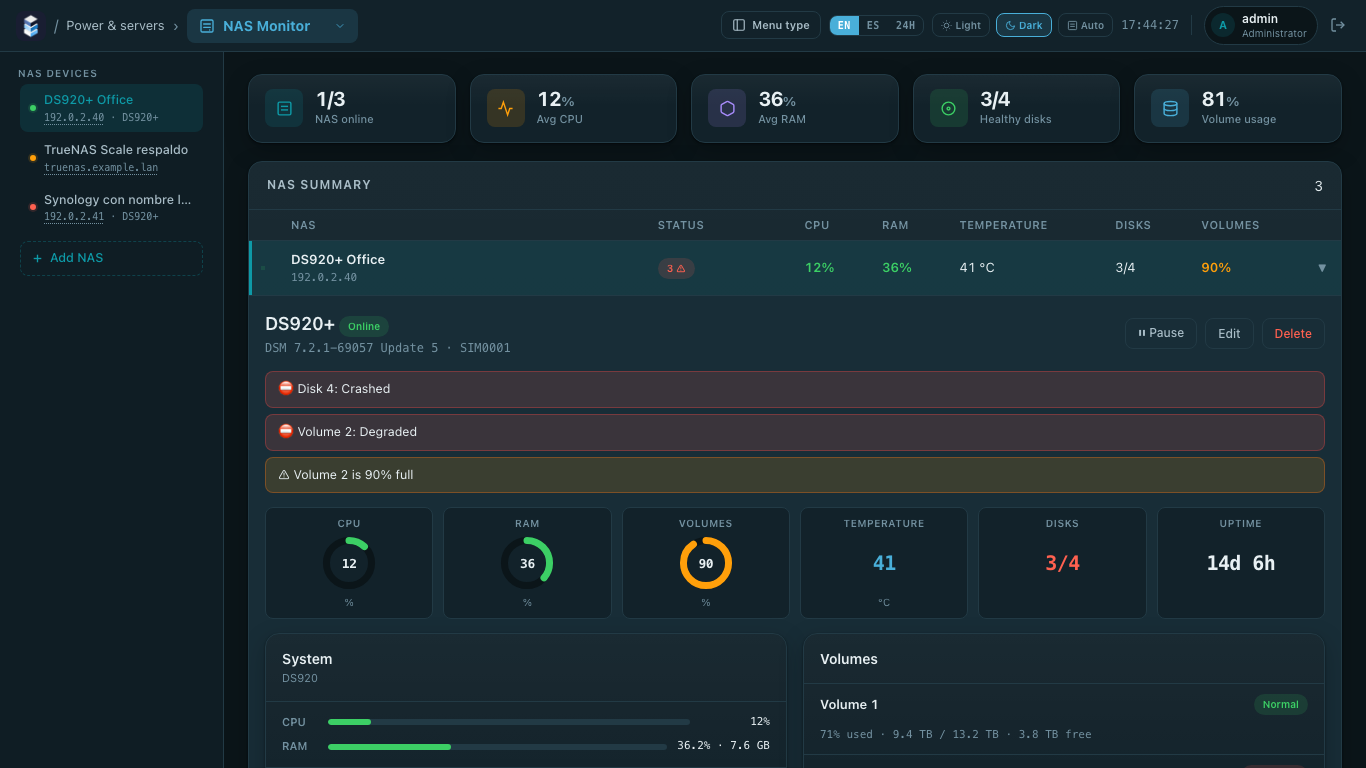 / Power & servers › NAS Monitor
Menu type
EN ES 24H
Light
Dark
Auto
17:44:27
A
admin
Administrator
NAS DEVICES
DS920+ Office
192.0.2.40 · DS920+
TrueNAS Scale respaldo
truenas.example.lan
Synology con nombre l...
192.0.2.41 · DS920+
+ Add NAS
1/3
NAS online
12%
Avg CPU
36%
Avg RAM
3/4
Healthy disks
81%
Volume usage
NAS SUMMARY
3
NAS STATUS CPU RAM TEMPERATURE DISKS VOLUMES
DS920+ Office
192.0.2.40
3 ⚠
12%
36%
41 °C
3/4
90%
▼
DS920+ Online
DSM 7.2.1-69057 Update 5 · SIM0001
Pause
Edit
Delete
Disk 4: Crashed
Volume 2: Degraded
⚠ Volume 2 is 90% full
CPU
12
%
RAM
36
%
VOLUMES
90
%
TEMPERATURE
41
°C
DISKS
3/4
UPTIME
14d 6h
System
DS920
CPU 12%
RAM 36.2% · 7.6 GB
Volumes
Volume 1 Normal
71% used · 9.4 TB / 13.2 TB · 3.8 TB free